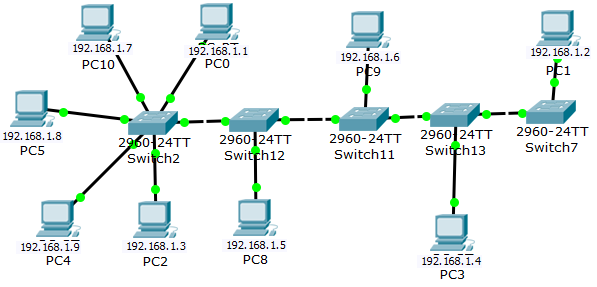 192.168.1.7
PC10
192.168.1.1
PC0
192.168.1.6
PC9
192.168.1.2
PC1
192.168.1.8
PC5
2960-24TT
Switch2
2960-24TT
Switch12
2960-24TT
Switch11
2960-24TT
Switch13
2960-24TT
Switch7
192.168.1.9
PC4
192.168.1.3
PC2
192.168.1.5
PC8
192.168.1.4
PC3